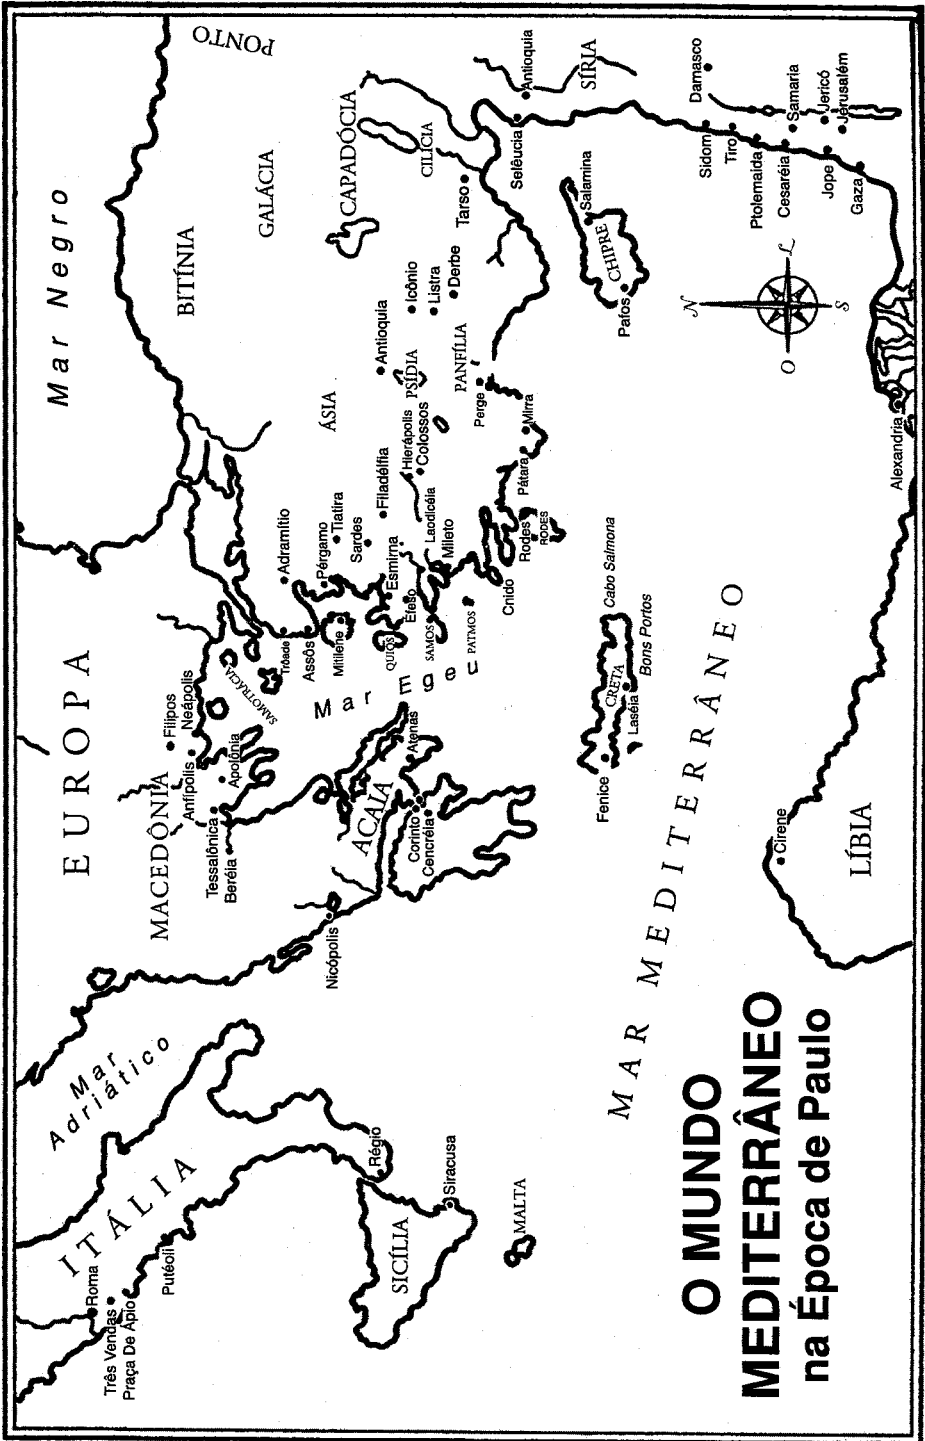 EUROPA
Mar Negro
ITÁLIA
Mar
Adriático
Roma
Três Vendas
Praça De Ápio
Putéoli
MACEDÔNIA
Filipos
Neápolis
Anfípolis
Apolônia
Tessalônica
Beréia
SAMOTRÁCIA
BITÍNIA
PONTO
GALÁCIA
Nicópolis
Trôade
Assôs
Mitilene
Adramítio
Pérgamo
Tiatira
Sardes
ÁSIA
CAPADÓCIA
Mar Egeu
ACAIA
Atenas
Corinto
Cencréia
QUIOS
Esmirna
Filadélfia
Antioquia
Éfeso
SAMOS
Hierápolis
Colossos
Laodicéia
Mileto
PATMOS
PSÍDIA
Icônio
Listra
Derbe
CILÍCIA
Tarso
PANFÍLIA
Perge
Mirra
Pátara
Cnido
Rodes
RODES
Régio
SICÍLIA
Siracusa
MALTA
Selêucia
Antioquia
SÍRIA
Salamina
CHIPRE
Pafos
Cabo Salmona
CRETA
Bons Portos
Laséia
Fenice
MAR MEDITERRÂNEO
Damasco
Sidom
Tiro
Ptolemaida
Cesaréia
Samaria
Jope
Jericó
Jerusalém
Gaza
N
O
L
S
Alexandria
Cirene
LÍBIA
O MUNDO
MEDITERRÂNEO
na Época de Paulo